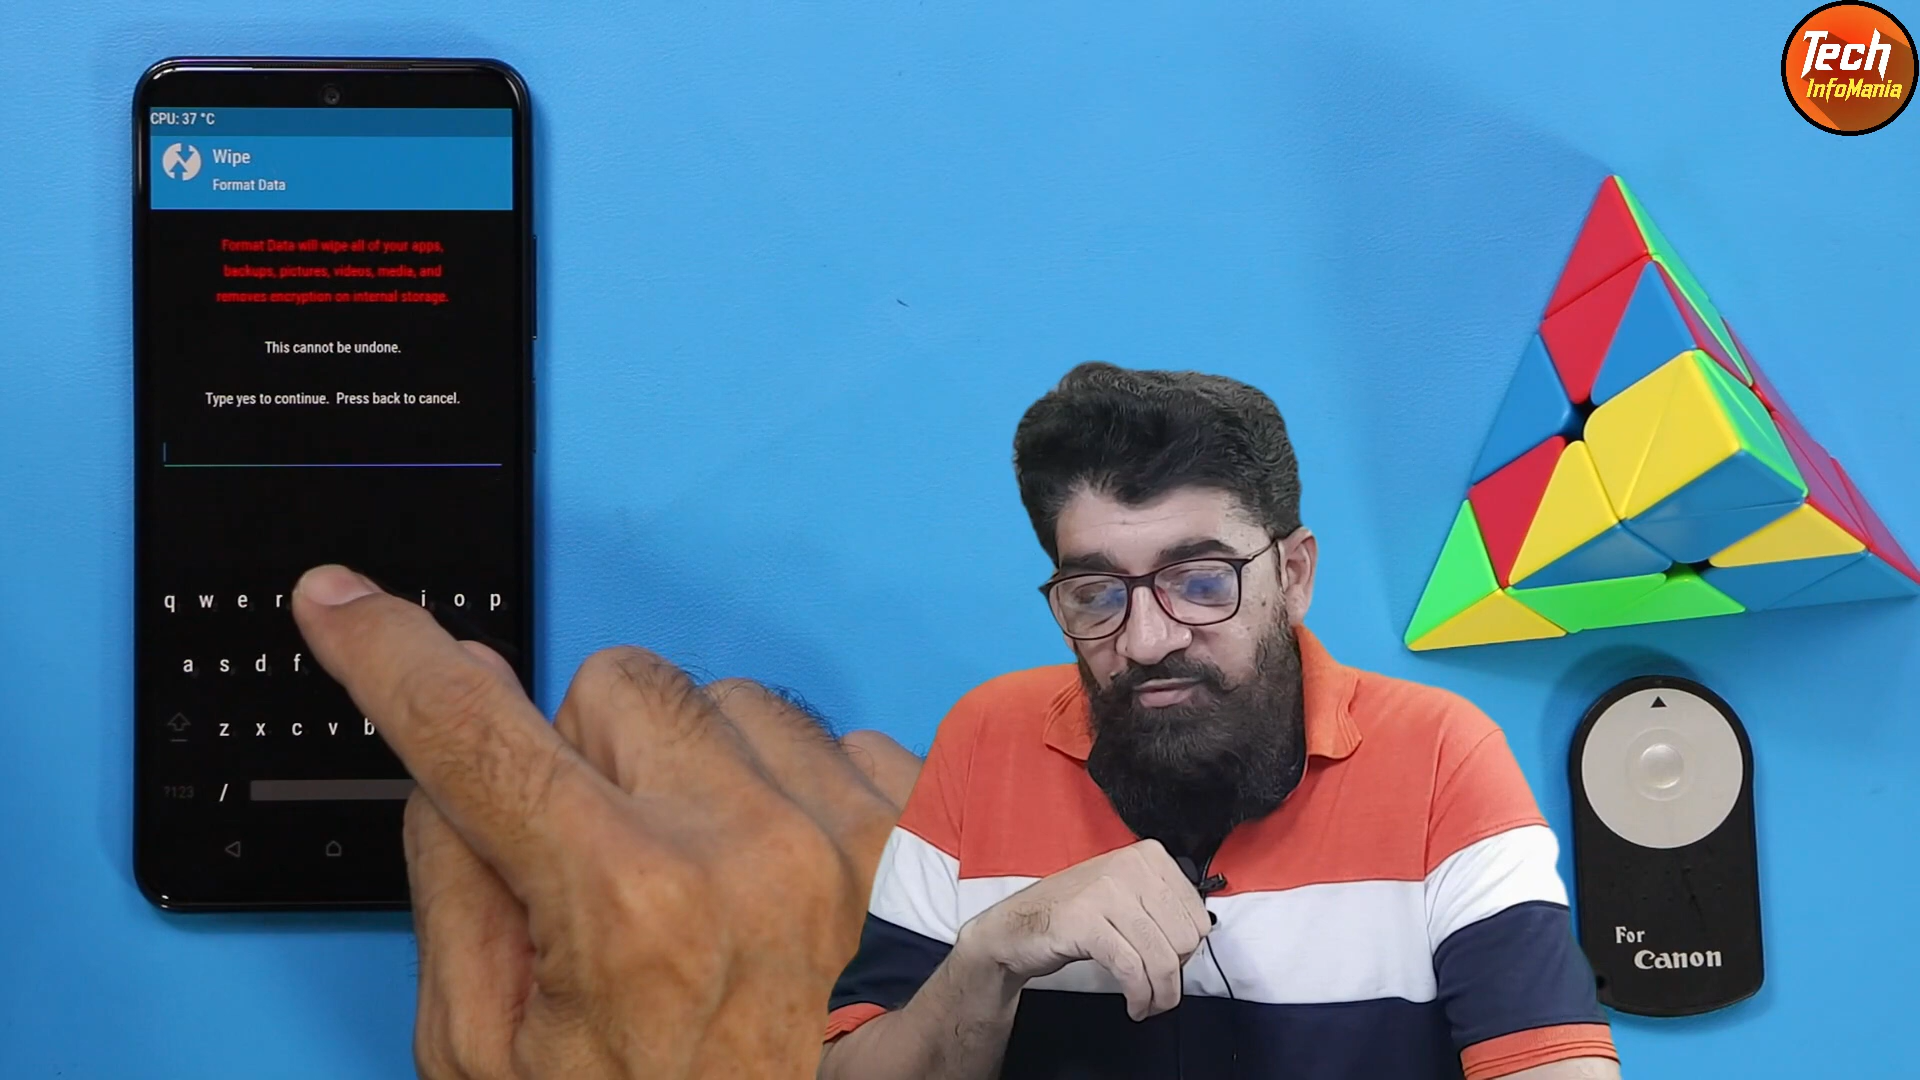 CPU: 37 °C
Wipe
Format Data
Format Data will wipe all of your apps,
backups, pictures, videos, media, and
removes encryption on internal storage.
This cannot be undone.
Type yes to continue. Press back to cancel.
q w e r i o p
a s d f
z x c v b
?123 /
Tech
InfoMania
For
Canon